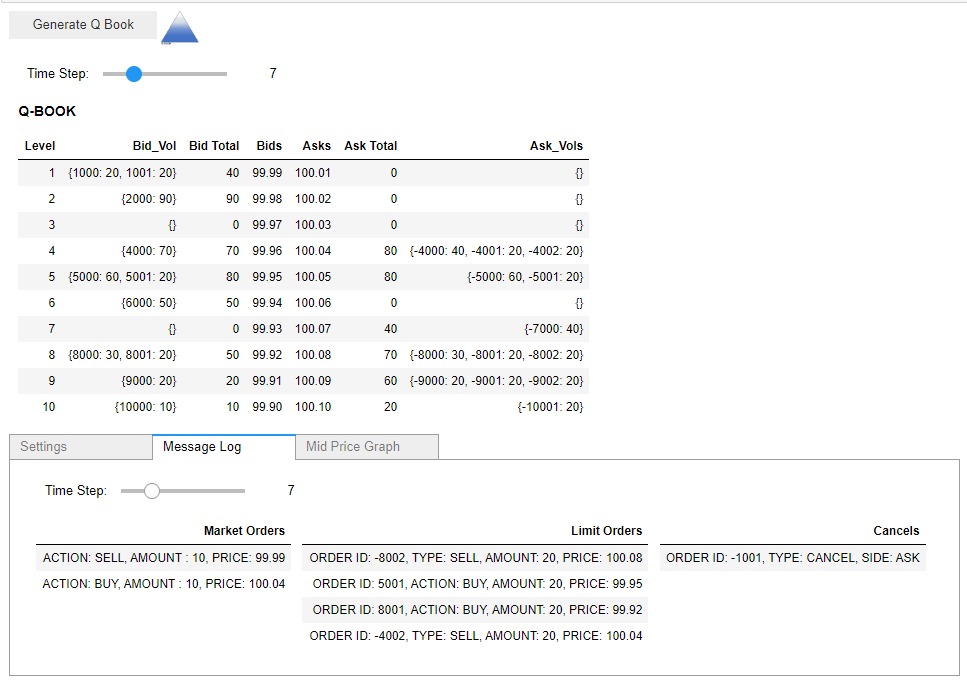 Generate Q Book
Time Step: 7
Q-BOOK
Level Bid_Vol Bid Total Bids Asks Ask Total Ask_Vols
1 {1000: 20, 1001: 20} 40 99.99 100.01 0 {}
2 {2000: 90} 90 99.98 100.02 0 {}
3 {} 0 99.97 100.03 0 {}
4 {4000: 70} 70 99.96 100.04 80 {-4000: 40, -4001: 20, -4002: 20}
5 {5000: 60, 5001: 20} 80 99.95 100.05 80 {-5000: 60, -5001: 20}
6 {6000: 50} 50 99.94 100.06 0 {}
7 {} 0 99.93 100.07 40 {-7000: 40}
8 {8000: 30, 8001: 20} 50 99.92 100.08 70 {-8000: 30, -8001: 20, -8002: 20}
9 {9000: 20} 20 99.91 100.09 60 {-9000: 20, -9001: 20, -9002: 20}
10 {10000: 10} 10 99.90 100.10 20 {-10001: 20}
Settings Message Log Mid Price Graph
Time Step: 7
Market Orders Limit Orders Cancels
ACTION: SELL, AMOUNT : 10, PRICE: 99.99 ORDER ID: -8002, TYPE: SELL, AMOUNT: 20, PRICE: 100.08 ORDER ID: -1001, TYPE: CANCEL, SIDE: ASK
ACTION: BUY, AMOUNT : 10, PRICE: 100.04 ORDER ID: 5001, ACTION: BUY, AMOUNT: 20, PRICE: 99.95
ORDER ID: 8001, ACTION: BUY, AMOUNT: 20, PRICE: 99.92
ORDER ID: -4002, TYPE: SELL, AMOUNT: 20, PRICE: 100.04